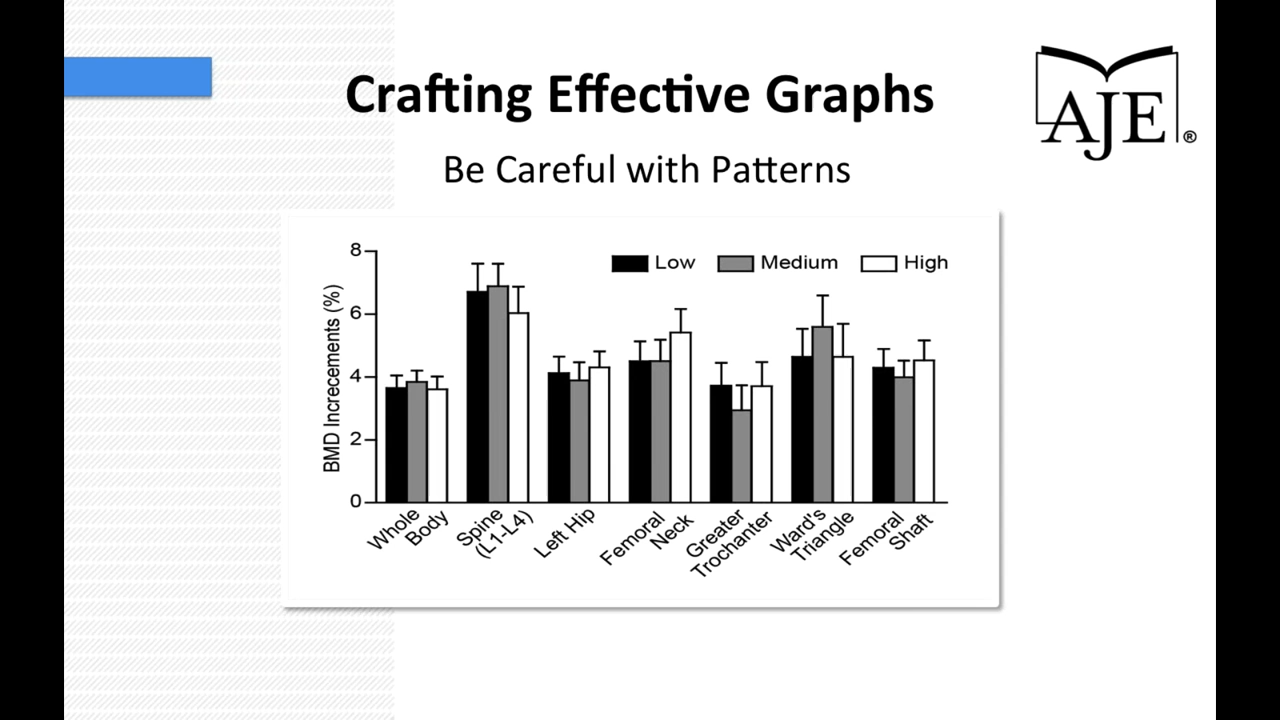 Crafting Effective Graphs
AJE®
Be Careful with Patterns
8
6
4
2
0
BMD Increcements (%)
Low
Medium
High
Whole
Body
Spine
(L1-L4)
Left Hip
Femoral
Neck
Greater
Trochanter
Ward's
Triangle
Femoral
Shaft